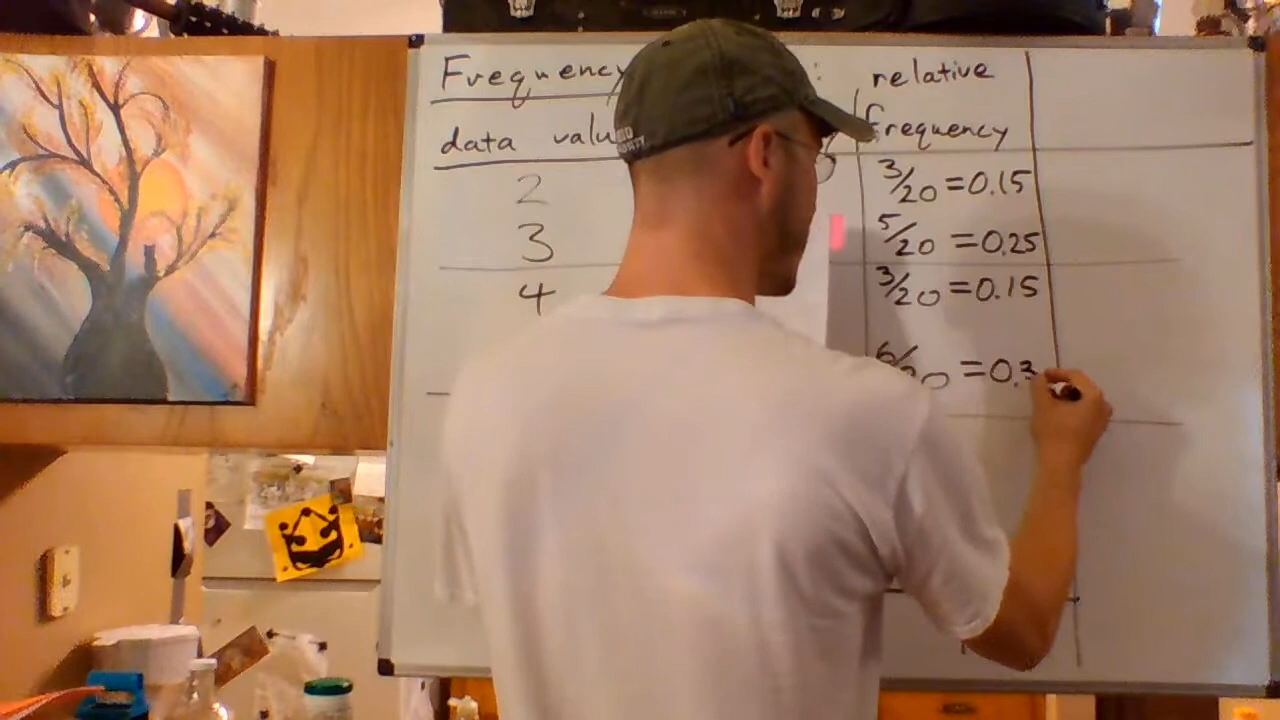 Frequency : relative
data valu frequency
2 3/20 =0.15
3 5/20 =0.25
4 3/20 =0.15
6/20 =0.3